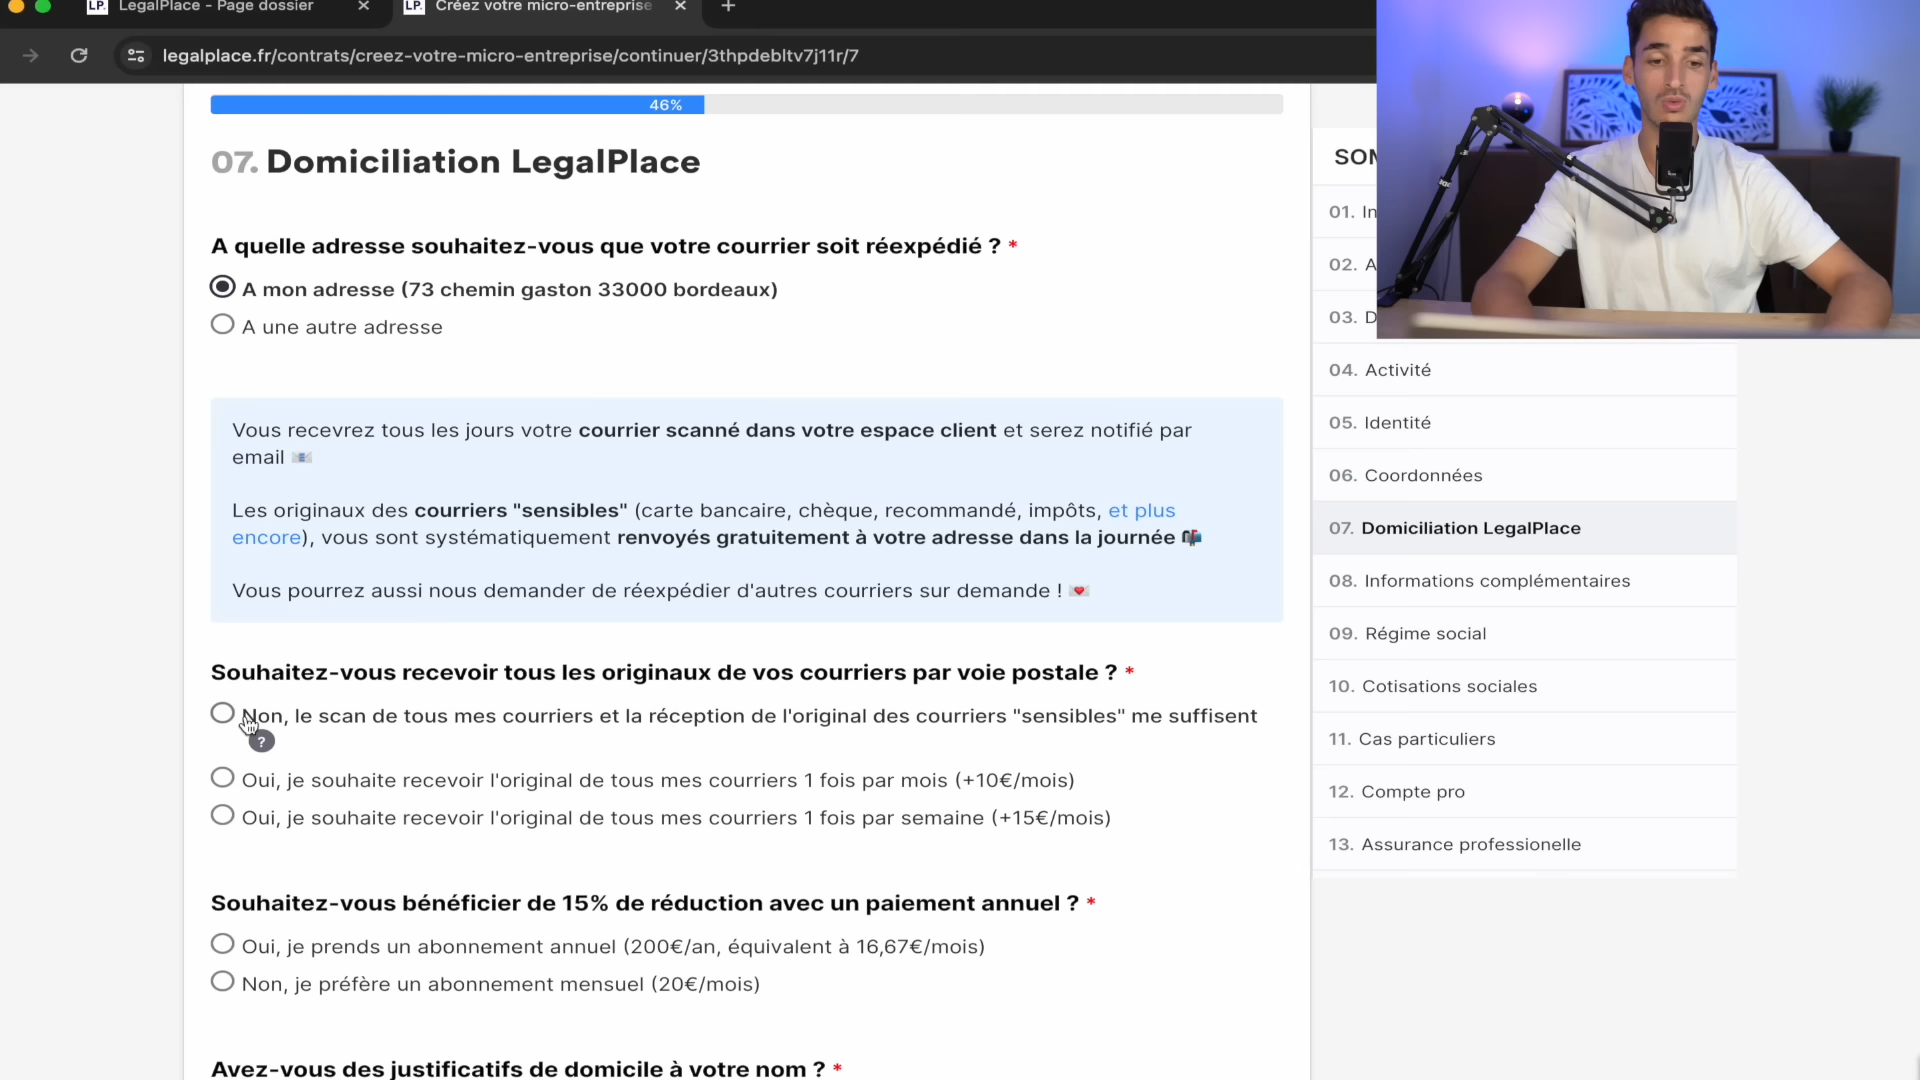 LP. LegalPlace - Page dossier
LP. Créez votre micro-entreprise
legalplace.fr/contrats/creez-votre-micro-entreprise/continuer/3thpdebltv7j11r/7
46%
07. Domiciliation LegalPlace
A quelle adresse souhaitez-vous que votre courrier soit réexpédié ? *
A mon adresse (73 chemin gaston 33000 bordeaux)
A une autre adresse
Vous recevrez tous les jours votre courrier scanné dans votre espace client et serez notifié par
email
Les originaux des courriers "sensibles" (carte bancaire, chèque, recommandé, impôts, et plus
encore), vous sont systématiquement renvoyés gratuitement à votre adresse dans la journée
Vous pourrez aussi nous demander de réexpédier d'autres courriers sur demande !
Souhaitez-vous recevoir tous les originaux de vos courriers par voie postale ? *
Non, le scan de tous mes courriers et la réception de l'original des courriers "sensibles" me suffisent
?
Oui, je souhaite recevoir l'original de tous mes courriers 1 fois par mois (+10€/mois)
Oui, je souhaite recevoir l'original de tous mes courriers 1 fois par semaine (+15€/mois)
Souhaitez-vous bénéficier de 15% de réduction avec un paiement annuel ? *
Oui, je prends un abonnement annuel (200€/an, équivalent à 16,67€/mois)
Non, je préfère un abonnement mensuel (20€/mois)
Avez-vous des justificatifs de domicile à votre nom ? *
SOM
01. In
02. A
03. D
04. Activité
05. Identité
06. Coordonnées
07. Domiciliation LegalPlace
08. Informations complémentaires
09. Régime social
10. Cotisations sociales
11. Cas particuliers
12. Compte pro
13. Assurance professionelle